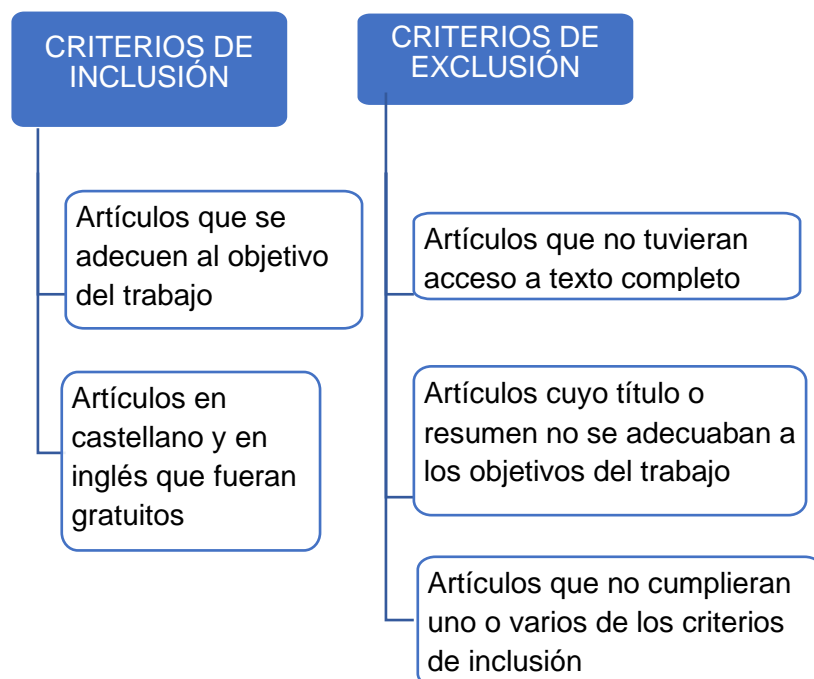 CRITERIOS DE
INCLUSIÓN
Artículos que se
adecuen al objetivo
del trabajo
Artículos en
castellano y en
inglés que fueran
gratuitos
CRITERIOS DE
EXCLUSIÓN
Artículos que no tuvieran
acceso a texto completo
Artículos cuyo título o
resumen no se adecuaban a
los objetivos del trabajo
Artículos que no cumplieran
uno o varios de los criterios
de inclusión